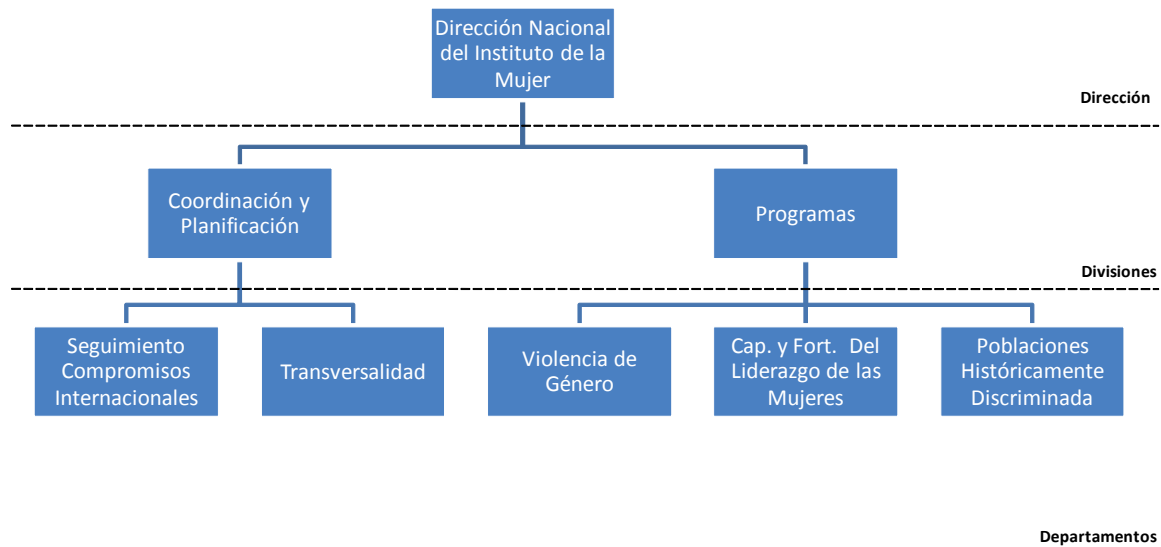 Dirección Nacional
del Instituto de la
Mujer
Dirección
Coordinación y
Planificación
Programas
Divisiones
Seguimiento
Compromisos
Internacionales
Transversalidad
Violencia de
Género
Cap. y Fort. Del
Liderazgo de las
Mujeres
Poblaciones
Históricamente
Discriminada
Departamentos